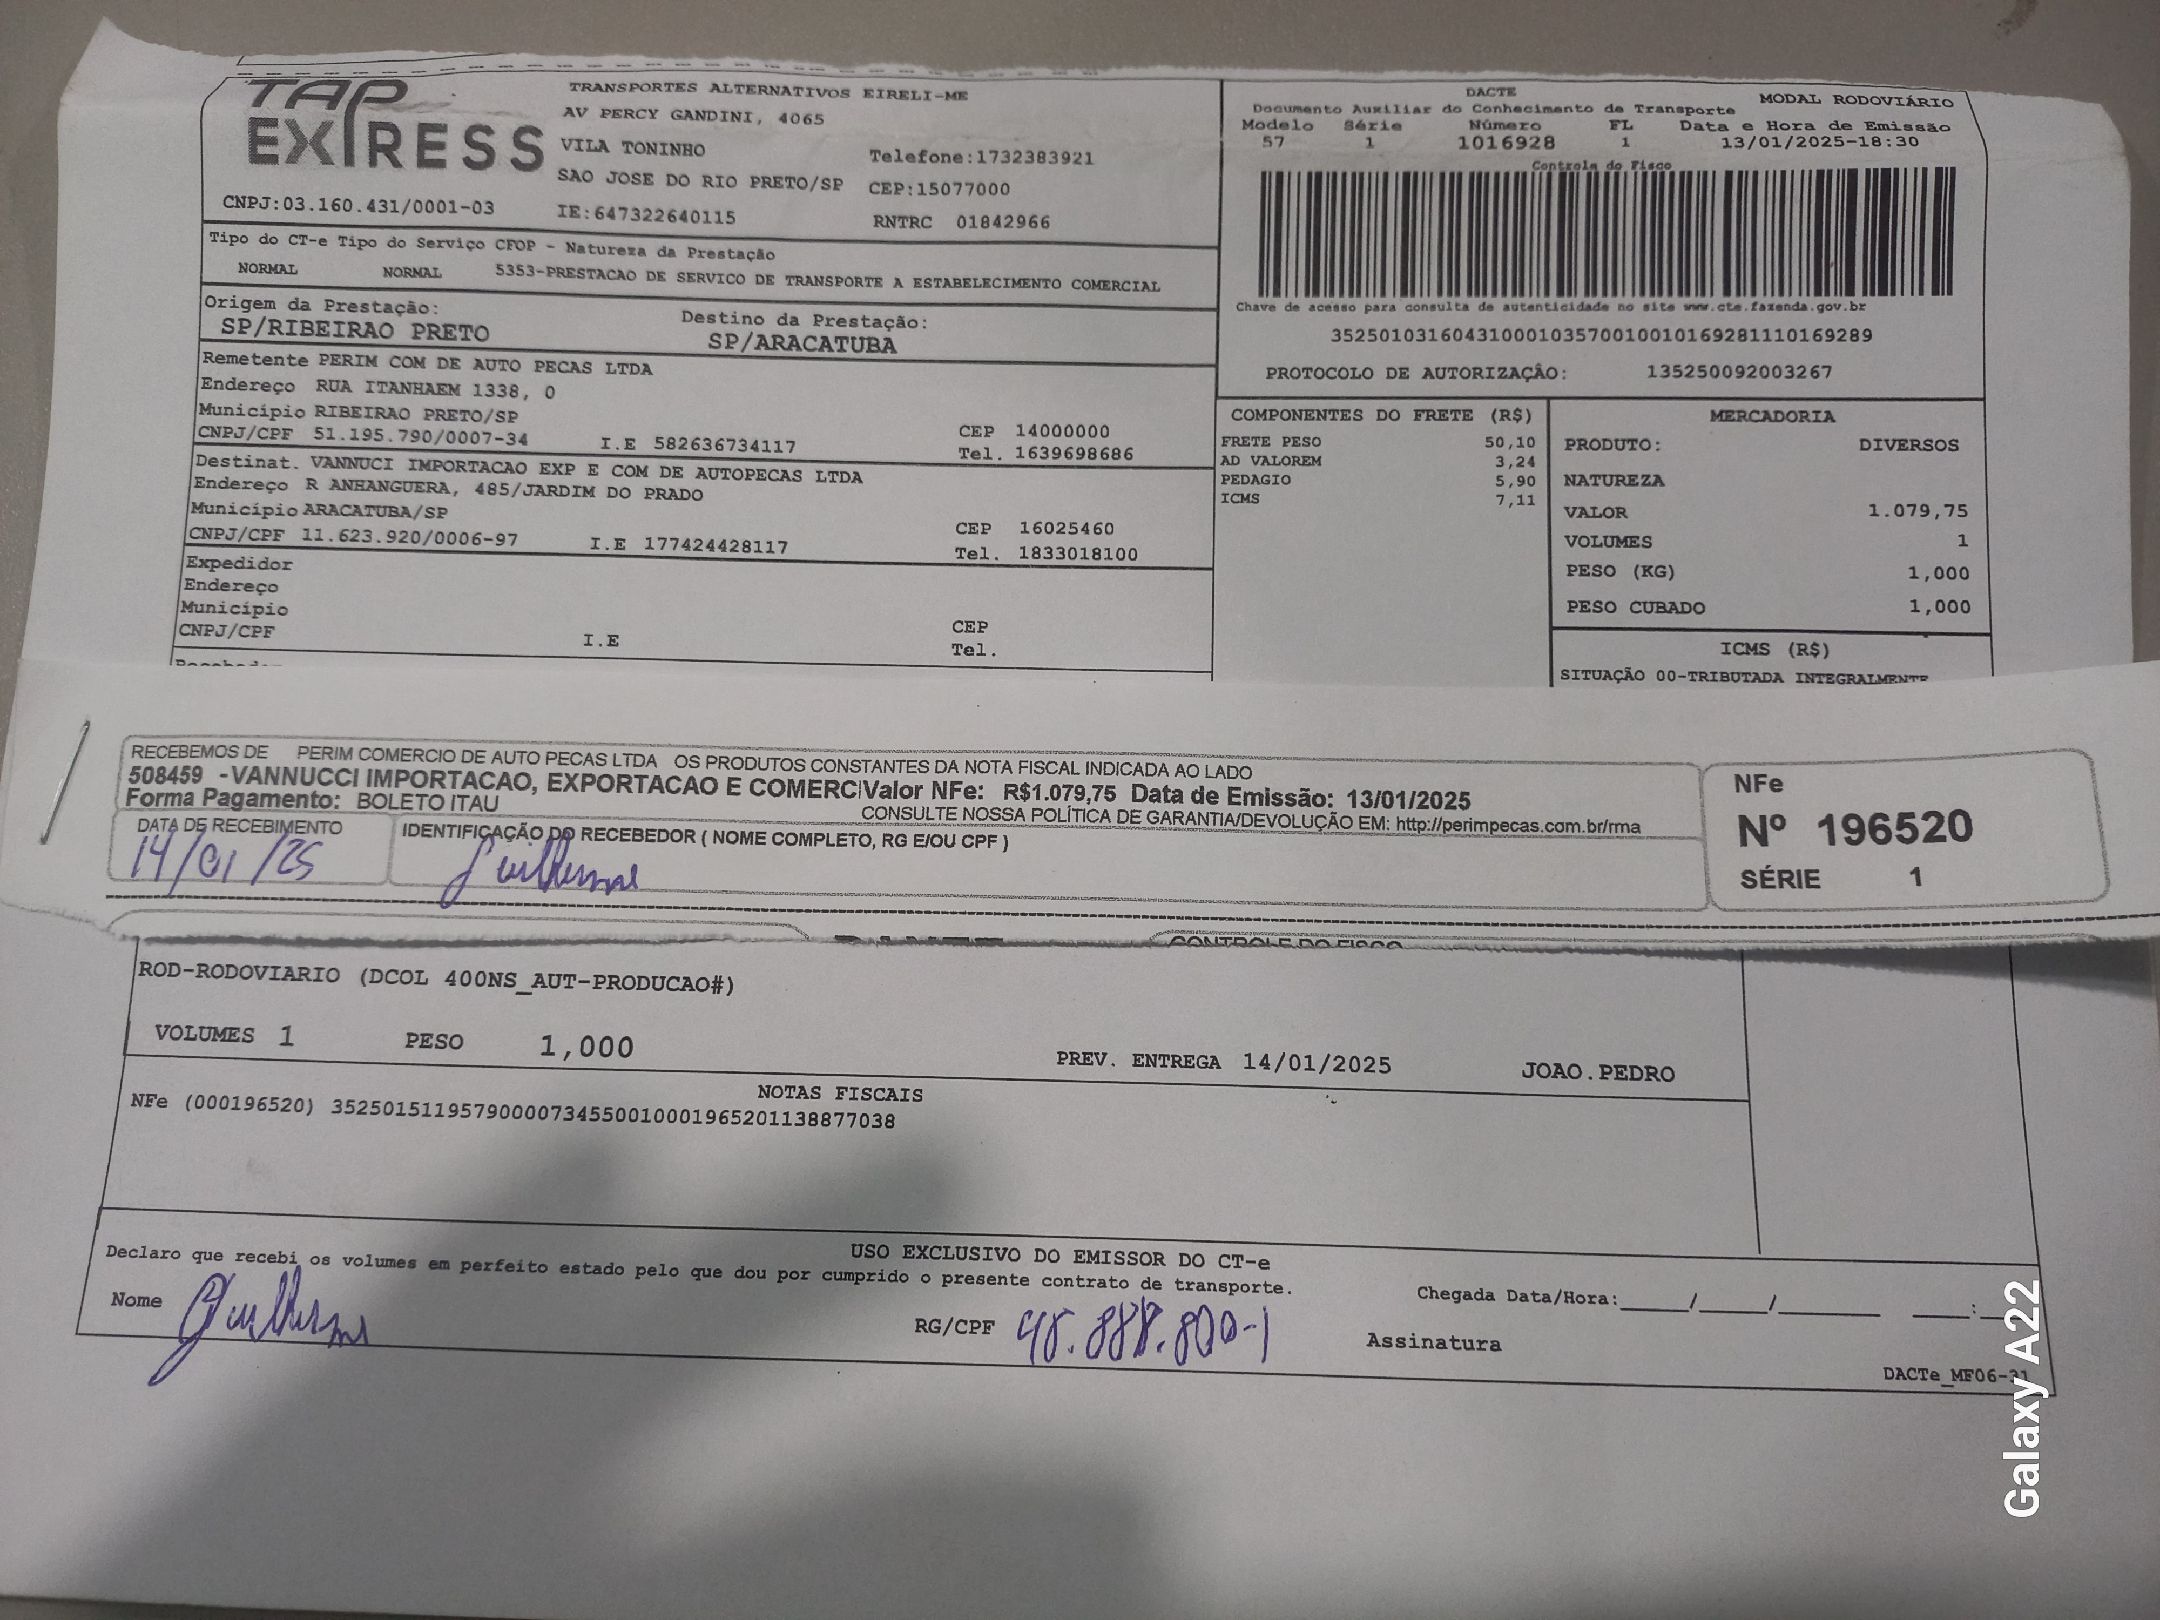 TAP EXPRESS
TRANSPORTES ALTERNATIVOS EIRELI-ME
AV PERCY GANDINI, 4065
VILA TONINHO
Telefone:1732383921
SAO JOSE DO RIO PRETO/SP CEP:15077000
CNPJ:03.160.431/0001-03 IE:647322640115 RNTRC 01842966
DACTE
Documento Auxiliar do Conhecimento de Transporte MODAL RODOVIÁRIO
Modelo Série Número FL Data e Hora de Emissão
57 1 1016928 1 13/01/2025-18:30
Controle do Fisco
Chave de acesso para consulta de autenticidade no site www.cte.fazenda.gov.br
35250103160431000103570010010169281110169289
PROTOCOLO DE AUTORIZAÇÃO: 135250092003267
Tipo do CT-e Tipo do Serviço CFOP - Natureza da Prestação
NORMAL NORMAL 5353-PRESTACAO DE SERVICO DE TRANSPORTE A ESTABELECIMENTO COMERCIAL
Origem da Prestação: Destino da Prestação:
SP/RIBEIRAO PRETO SP/ARACATUBA
Remetente PERIM COM DE AUTO PECAS LTDA
Endereço RUA ITANHAEM 1338, 0
Município RIBEIRAO PRETO/SP CEP 14000000
CNPJ/CPF 51.195.790/0007-34 I.E 582636734117 Tel. 1639698686
Destinat. VANNUCI IMPORTACAO EXP E COM DE AUTOPECAS LTDA
Endereço R ANHANGUERA, 485/JARDIM DO PRADO
Município ARACATUBA/SP CEP 16025460
CNPJ/CPF 11.623.920/0006-97 I.E 177424428117 Tel. 1833018100
Expedidor
Endereço
Município CEP
CNPJ/CPF I.E Tel.
COMPONENTES DO FRETE (R$)
FRETE PESO 50,10
AD VALOREM 3,24
PEDAGIO 5,90
ICMS 7,11
MERCADORIA
PRODUTO: DIVERSOS
NATUREZA
VALOR 1.079,75
VOLUMES 1
PESO (KG) 1,000
PESO CUBADO 1,000
ICMS (R$)
SITUAÇÃO 00-TRIBUTADA INTEGRALMENTE
RECEBEMOS DE PERIM COMERCIO DE AUTO PECAS LTDA OS PRODUTOS CONSTANTES DA NOTA FISCAL INDICADA AO LADO
508459 -VANNUCCI IMPORTACAO, EXPORTACAO E COMERC Valor NFe: R$1.079,75 Data de Emissão: 13/01/2025
Forma Pagamento: BOLETO ITAU CONSULTE NOSSA POLÍTICA DE GARANTIA/DEVOLUÇÃO EM: http://perimpecas.com.br/rma
DATA DE RECEBIMENTO IDENTIFICAÇÃO DO RECEBEDOR ( NOME COMPLETO, RG E/OU CPF )
14/01/25 Guilherme
NFe
Nº 196520
SÉRIE 1
CONTROLE DO FISCO
ROD-RODOVIARIO (DCOL 400NS_AUT-PRODUCAO#)
VOLUMES 1 PESO 1,000 PREV. ENTREGA 14/01/2025 JOAO.PEDRO
NOTAS FISCAIS
NFe (000196520) 35250151195790000734550010001965201138877038
USO EXCLUSIVO DO EMISSOR DO CT-e
Declaro que recebi os volumes em perfeito estado pelo que dou por cumprido o presente contrato de transporte.
Chegada Data/Hora:_____/_____/_______ ____:__
Nome Guilherme RG/CPF Assinatura
DACTe_MF06-21
Galaxy A22